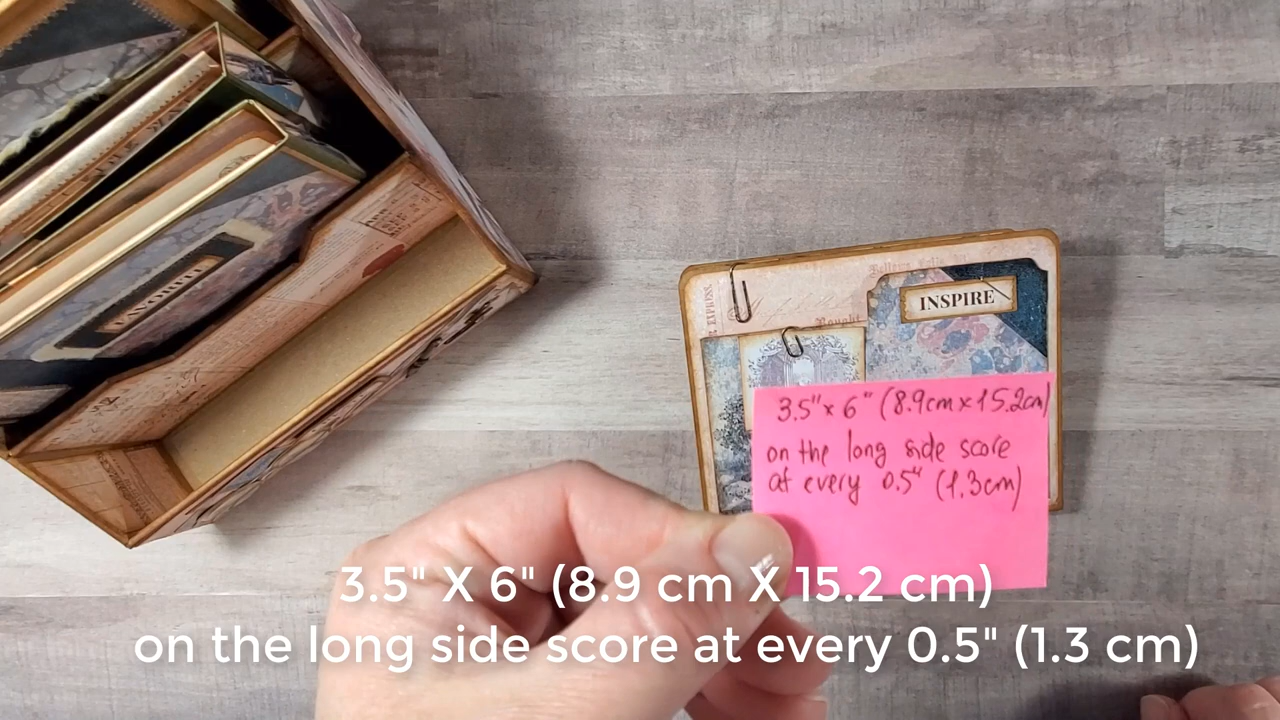 INSPIRE
3.5" x 6" (8.9cm x 15.2cm)
on the long side score
at every 0.5" (1.3cm)
3.5" X 6" (8.9 cm X 15.2 cm)
on the long side score at every 0.5" (1.3 cm)